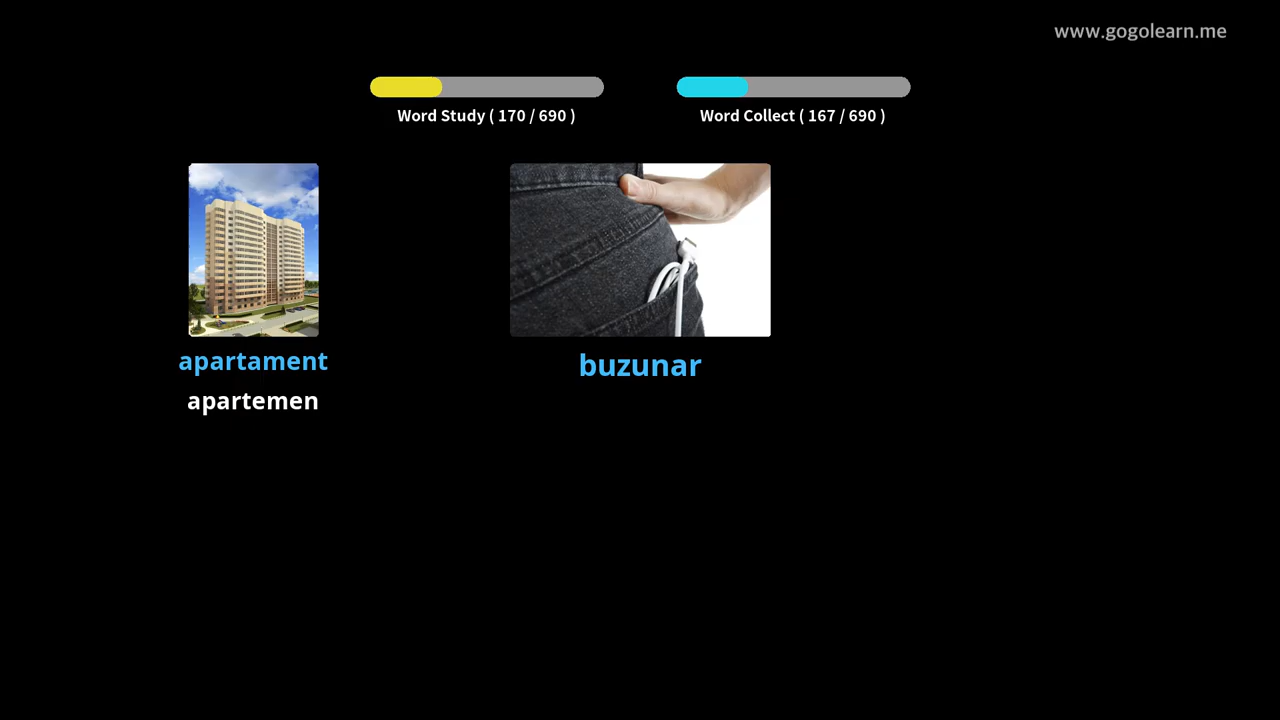 www.gogolearn.me
Word Study ( 170 / 690 )
Word Collect ( 167 / 690 )
apartament
apartemen
buzunar